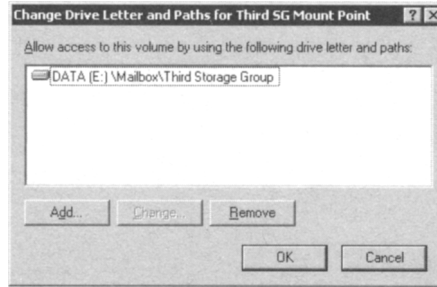 Change Drive Letter and Paths for Third SG Mount Point
Allow access to this volume by using the following drive letter and paths:
DATA (E:) \Mailbox\Third Storage Group
Add... Change... Remove
OK Cancel